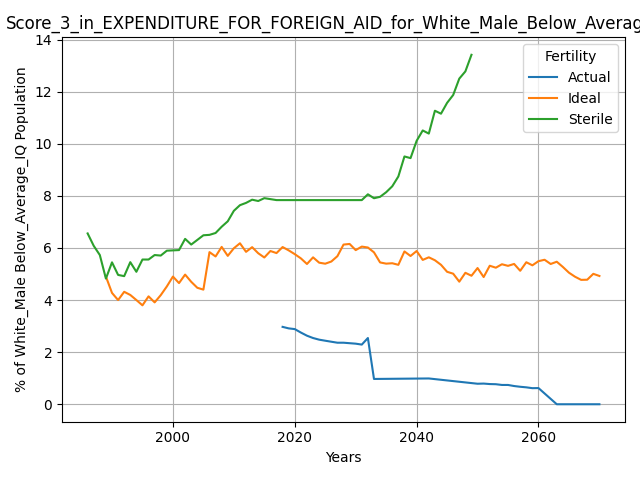 Score_3_in_EXPENDITURE_FOR_FOREIGN_AID_for_White_Male_Below_Averag
% of White_Male Below_Average_IQ Population
14
12
10
8
6
4
2
0
Fertility
Actual
Ideal
Sterile
2000 2020 2040 2060
Years